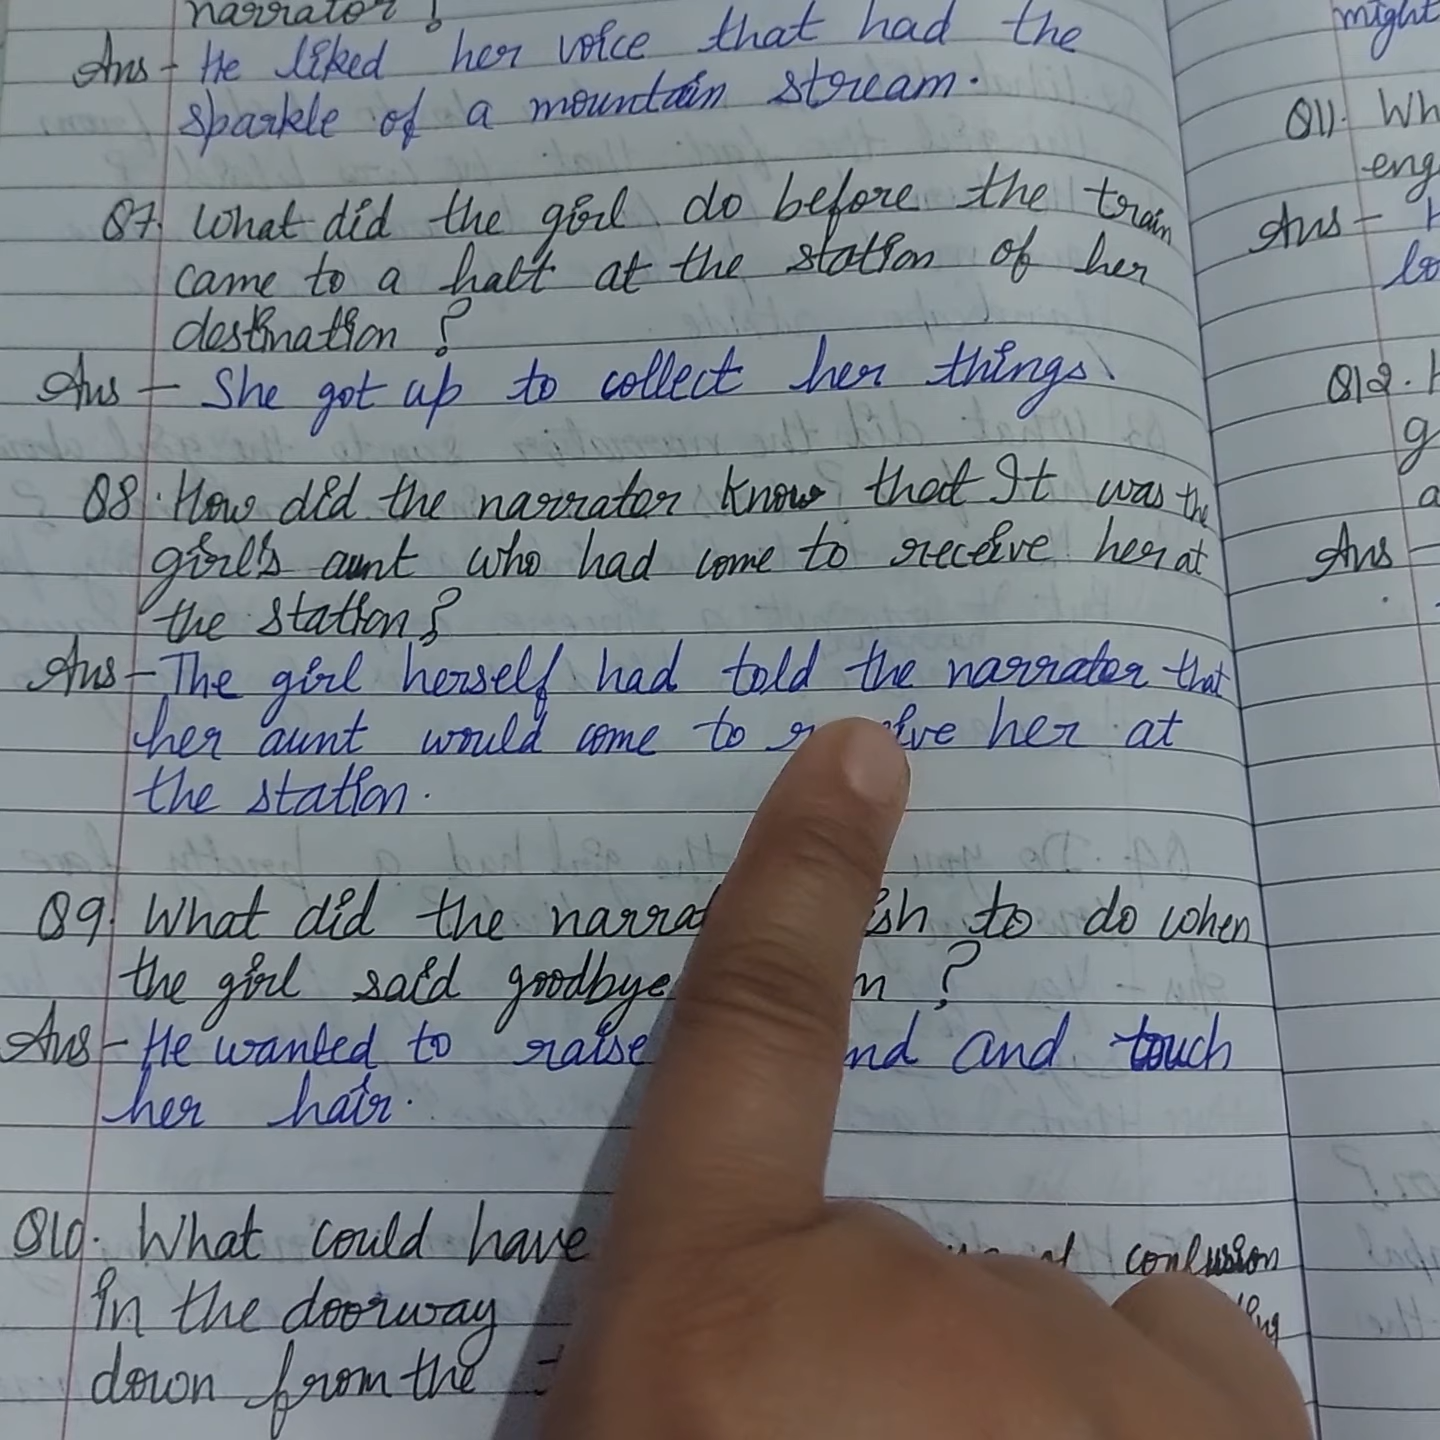 narrator?
Ans - He liked her voice that had the
sparkle of a mountain stream.
Q7. What did the girl do before the train
came to a halt at the station of her
destination?
Ans - She got up to collect her things.
Q8. How did the narrator know that It was the
girl's aunt who had come to receive her at
the station?
Ans - The girl herself had told the narrator that
her aunt would come to receive her at
the station.
Q9. What did the to do when
the girl said goodbye ?
Ans - He wanted to raise and touch
her hair.
Q10. What could have confusion
in the doorway
down from the
might
Q11.
Ans -
Q12.
Ans -